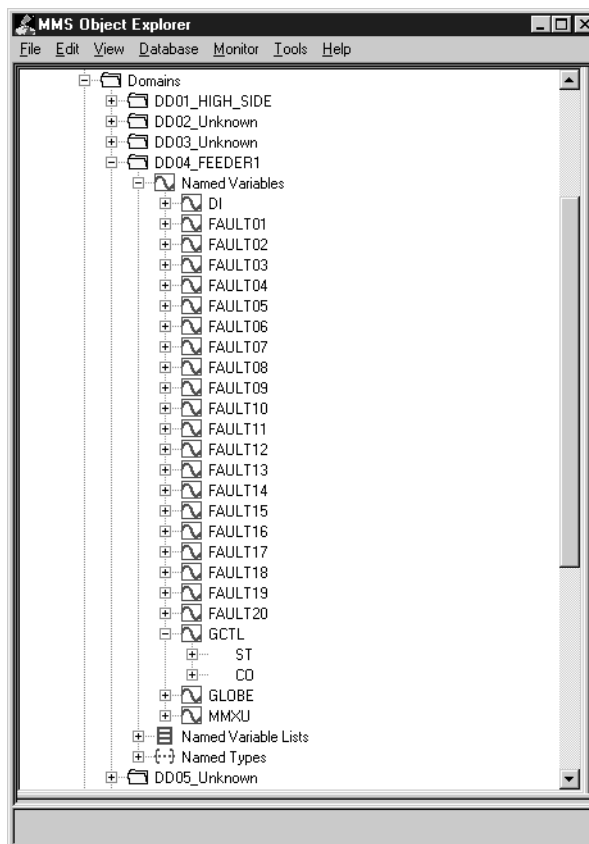 MMS Object Explorer
File Edit View Database Monitor Tools Help
Domains
DD01_HIGH_SIDE
DD02_Unknown
DD03_Unknown
DD04_FEEDER1
Named Variables
DI
FAULT01
FAULT02
FAULT03
FAULT04
FAULT05
FAULT06
FAULT07
FAULT08
FAULT09
FAULT10
FAULT11
FAULT12
FAULT13
FAULT14
FAULT15
FAULT16
FAULT17
FAULT18
FAULT19
FAULT20
GCTL
ST
CO
GLOBE
MMXU
Named Variable Lists
Named Types
DD05_Unknown